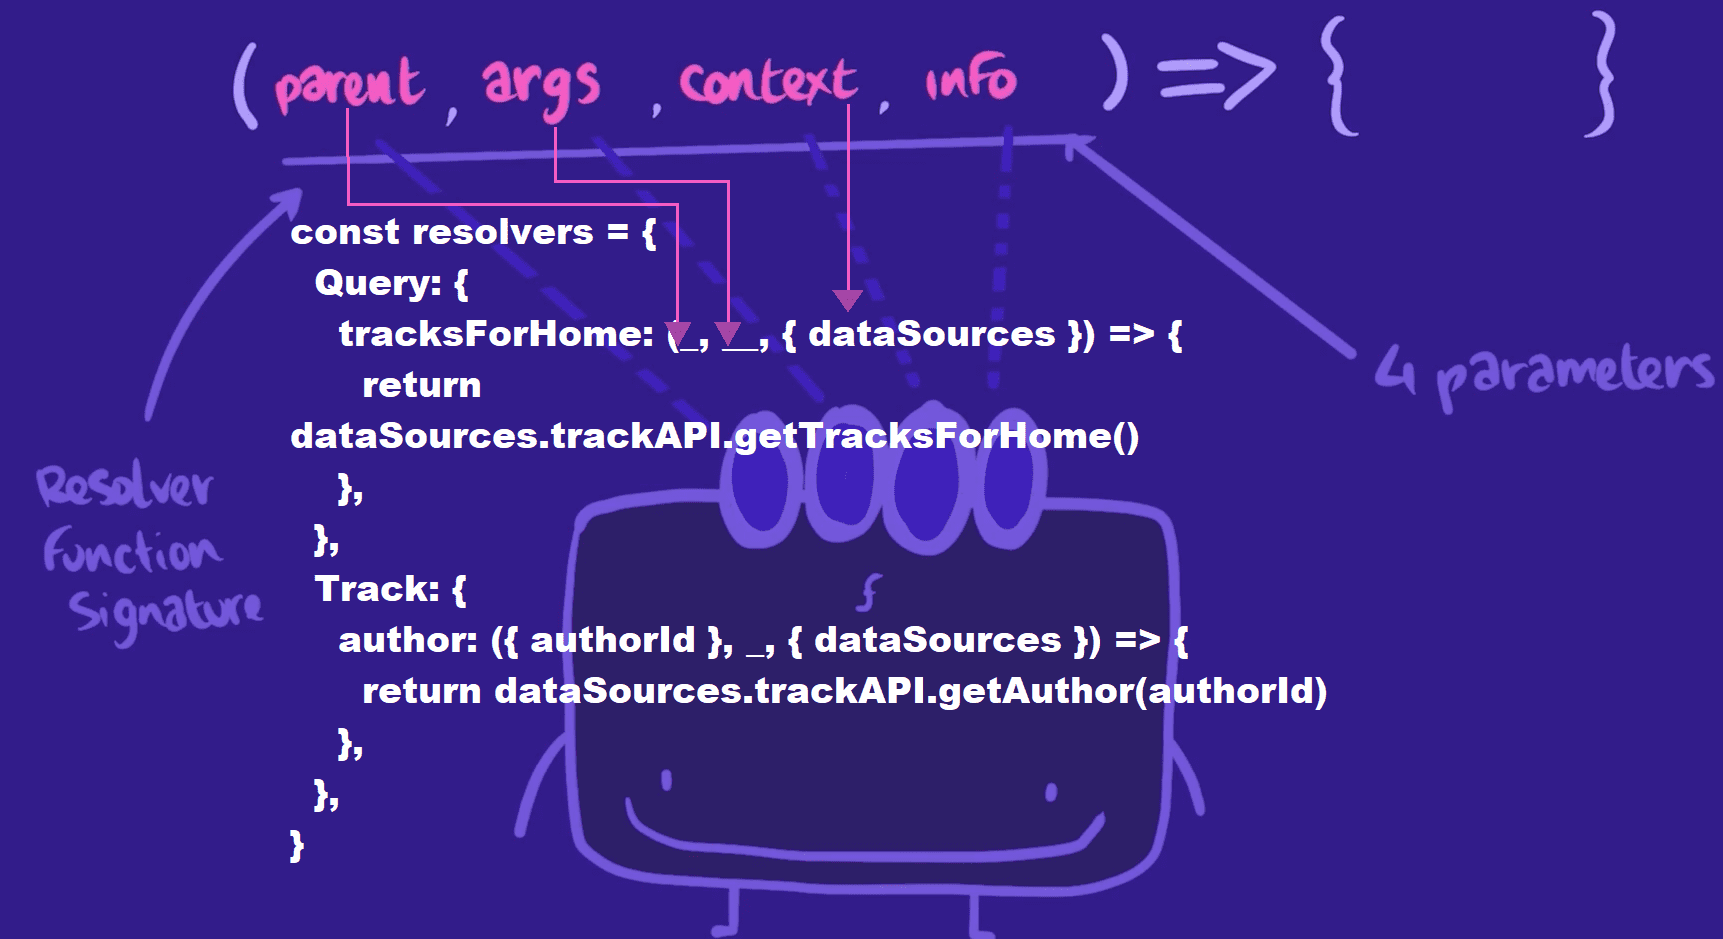 ( parent , args , context , info ) => { }
const resolvers = {
Query: {
tracksForHome: (_, __, { dataSources }) => {
return
dataSources.trackAPI.getTracksForHome()
},
},
Track: {
author: ({ authorId }, _, { dataSources }) => {
return dataSources.trackAPI.getAuthor(authorId)
},
},
}
4 parameters
Resolver
Function
Signature
f